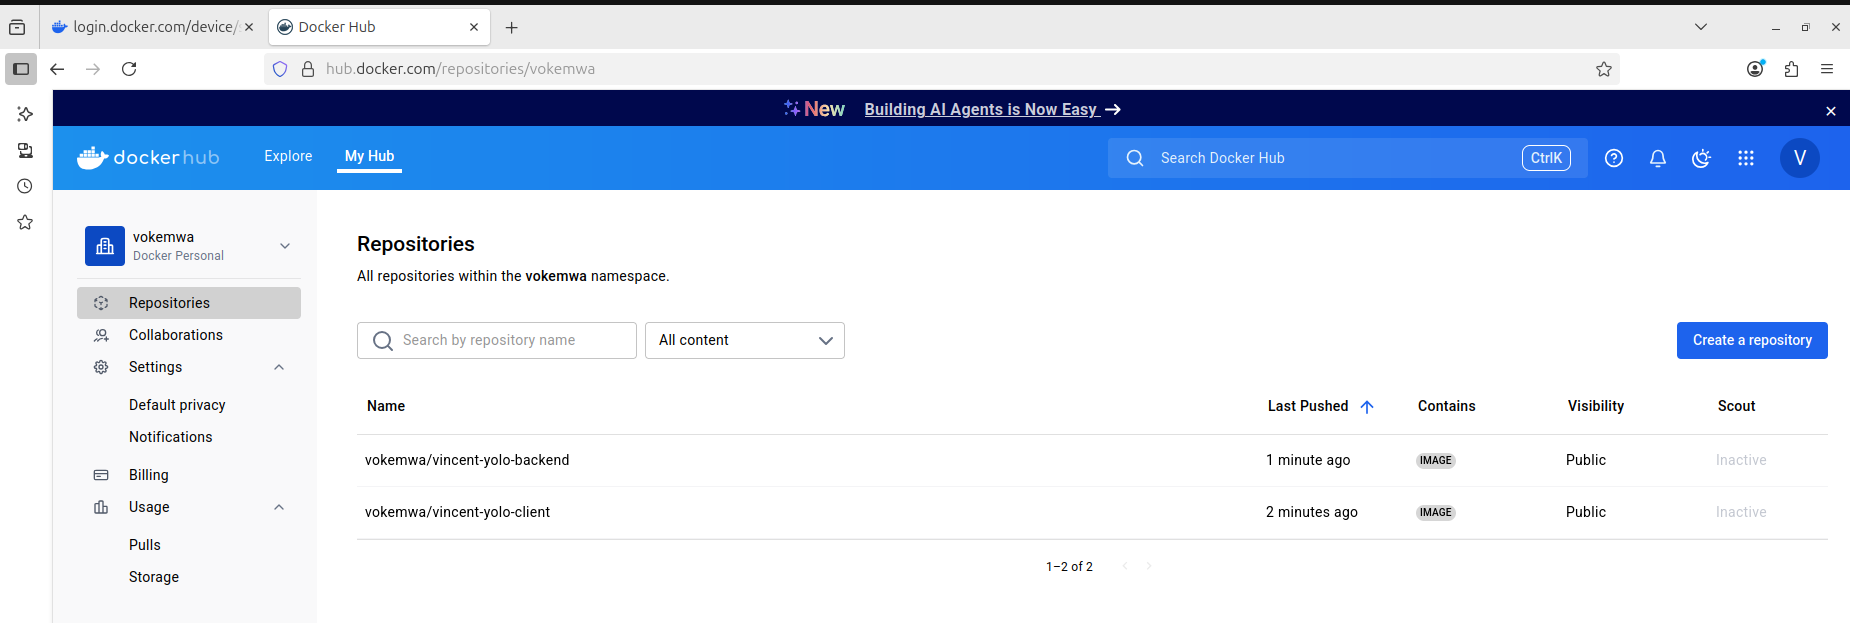 login.docker.com/device/
Docker Hub
hub.docker.com/repositories/vokemwa
New Building AI Agents is Now Easy
dockerhub Explore My Hub Search Docker Hub CtrlK V
vokemwa
Docker Personal
Repositories
Collaborations
Settings
Default privacy
Notifications
Billing
Usage
Pulls
Storage
Repositories
All repositories within the vokemwa namespace.
Search by repository name All content Create a repository
Name Last Pushed Contains Visibility Scout
vokemwa/vincent-yolo-backend 1 minute ago IMAGE Public Inactive
vokemwa/vincent-yolo-client 2 minutes ago IMAGE Public Inactive
1–2 of 2